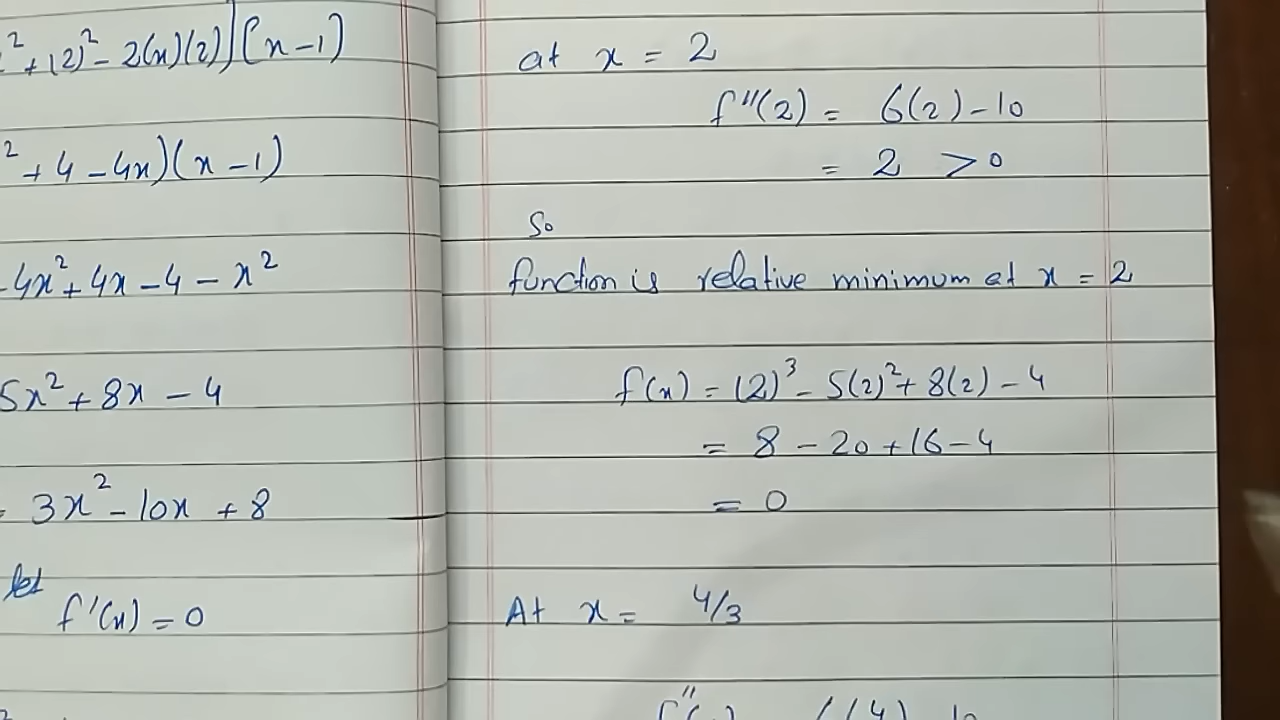 ² + (2)² - 2(x)(2)](x-1)
² + 4 - 4x)(x-1)
-4x² + 4x - 4 - x²
5x² + 8x - 4
= 3x² - 10x + 8
let
f'(x) = 0
at x = 2
f''(2) = 6(2) - 10
= 2 > 0
So
function is relative minimum at x = 2
f(x) = (2)³ - 5(2)² + 8(2) - 4
= 8 - 20 + 16 - 4
= 0
At x = 4/3